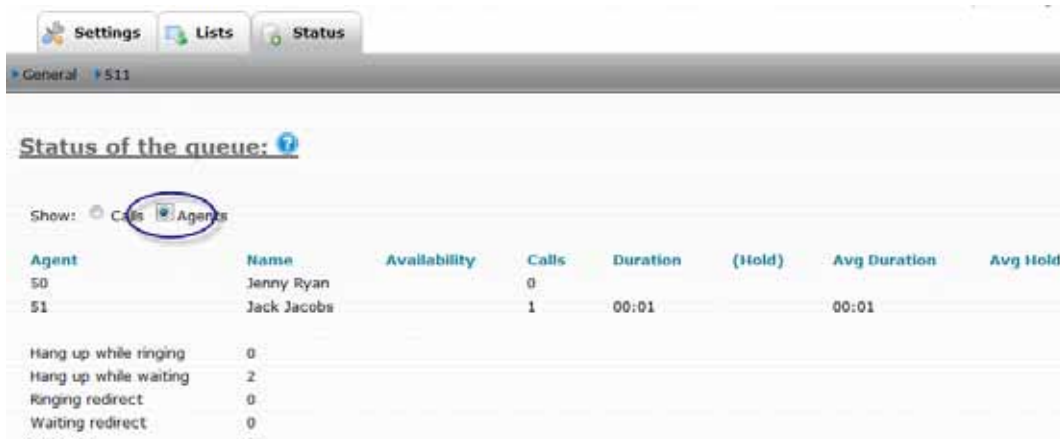 Settings Lists Status
General 511
Status of the queue:
Show: Calls Agents
Agent Name Availability Calls Duration (Hold) Avg Duration Avg Hold
50 Jenny Ryan 0
51 Jack Jacobs 1 00:01 00:01
Hang up while ringing 0
Hang up while waiting 2
Ringing redirect 0
Waiting redirect 0